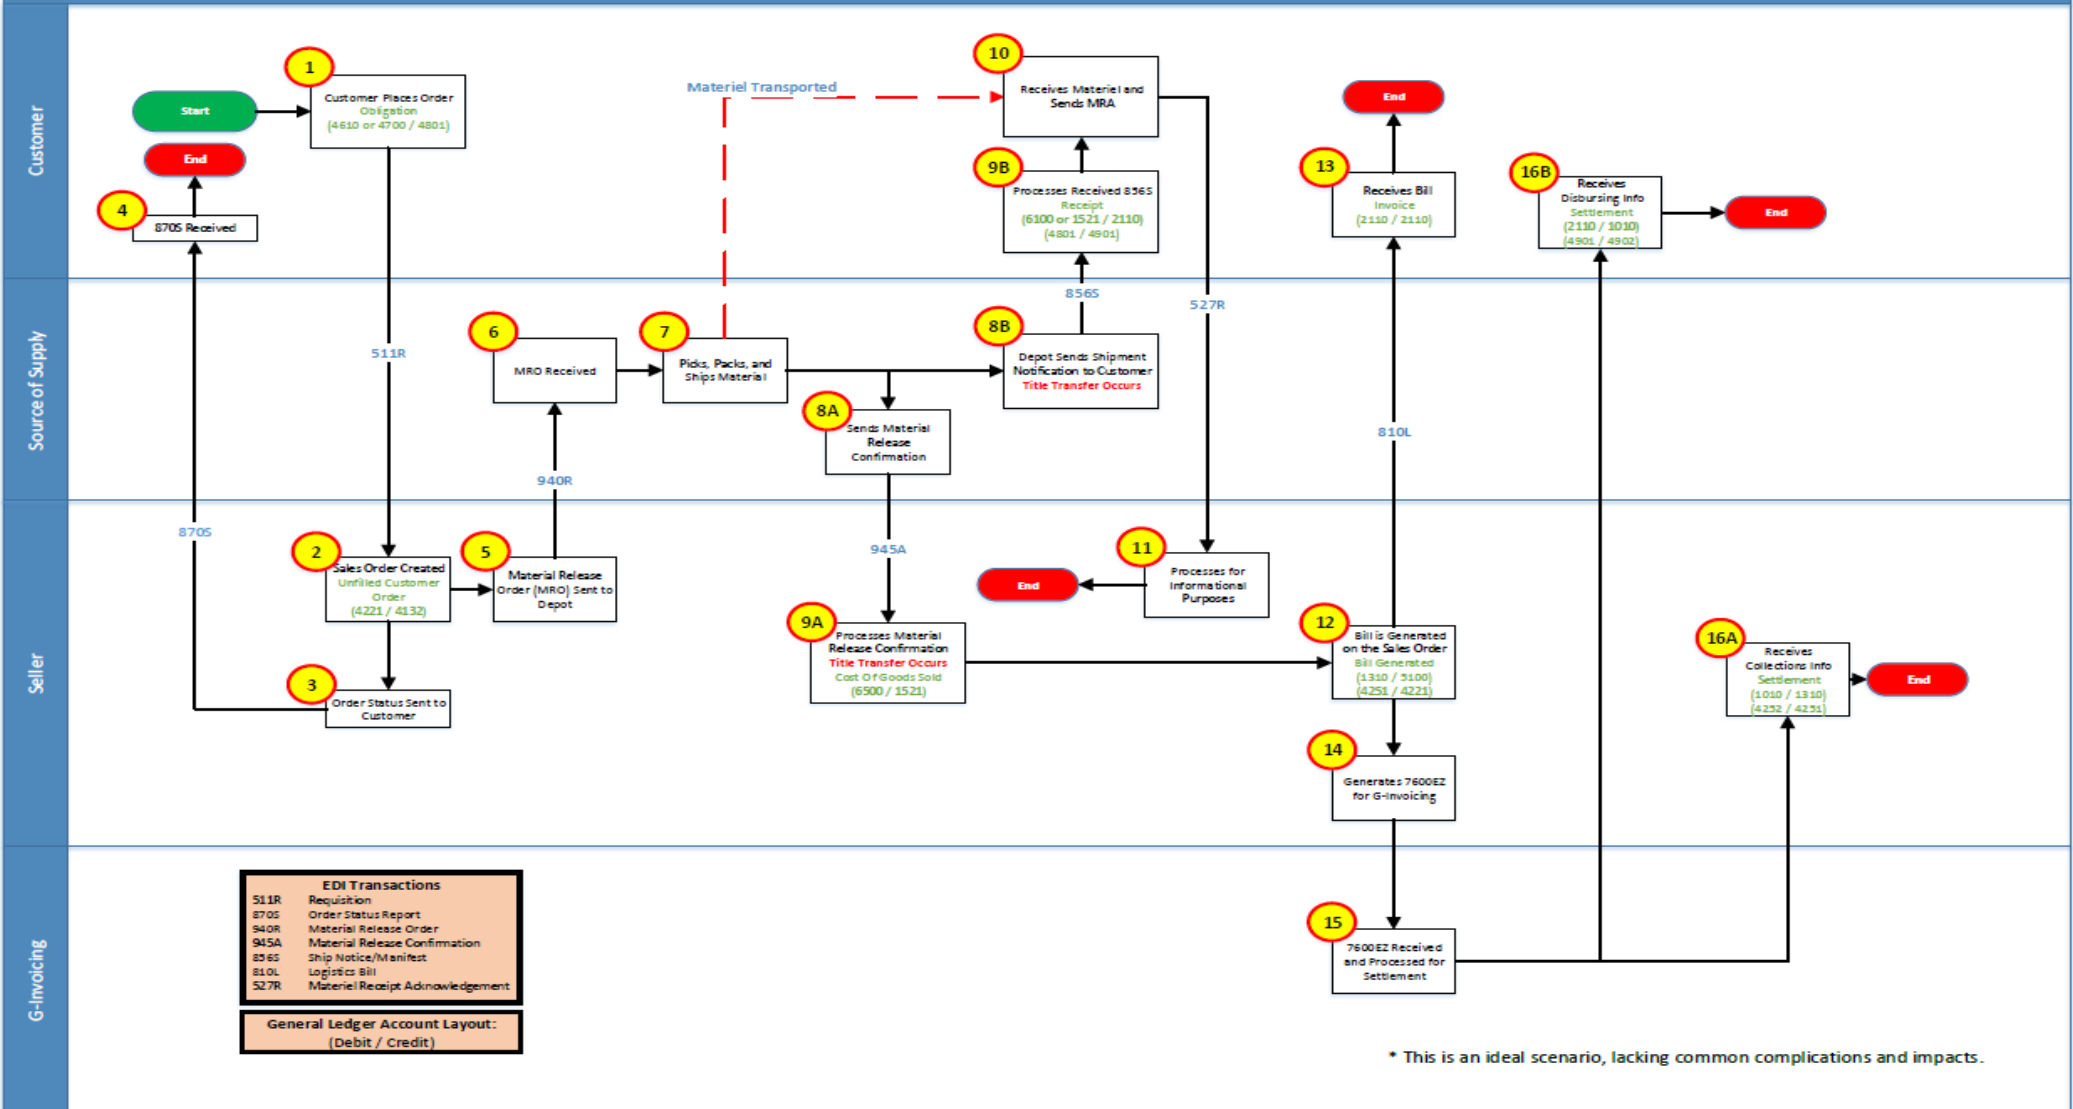 Customer
Start
End
4
870S Received
1
Customer Places Order
Obligation
(4610 or 4700 / 4801)
Materiel Transported
10
Receives Materiel and
Sends MRA
9B
Processes Received 856S
Receipt
(6100 or 1521 / 2110)
(4801 / 4901)
End
13
Receives Bill
Invoice
(2110 / 2110)
16B
Receives
Disbursing Info
Settlement
(2110 / 1010)
(4901 / 4902)
End
Source of Supply
511R
6
MRO Received
7
Picks, Packs, and
Ships Material
8A
Sends Material
Release
Confirmation
856S
8B
Depot Sends Shipment
Notification to Customer
Title Transfer Occurs
527R
810L
940R
Seller
870S
2
Sales Order Created
Unfilled Customer
Order
(4221 / 4132)
5
Material Release
Order (MRO) Sent to
Depot
3
Order Status Sent to
Customer
945A
9A
Processes Material
Release Confirmation
Title Transfer Occurs
Cost Of Goods Sold
(6500 / 1521)
End
11
Processes for
Informational
Purposes
12
Bill is Generated
on the Sales Order
Bill Generated
(1310 / 5100)
(4251 / 4221)
14
Generates 7600EZ
for G-Invoicing
16A
Receives
Collections Info
Settlement
(1010 / 1310)
(4252 / 4251)
End
G-Invoicing
EDI Transactions
511R Requisition
870S Order Status Report
940R Material Release Order
945A Material Release Confirmation
856S Ship Notice/Manifest
810L Logistics Bill
527R Materiel Receipt Acknowledgement
General Ledger Account Layout:
(Debit / Credit)
15
7600EZ Received
and Processed for
Settlement
* This is an ideal scenario, lacking common complications and impacts.